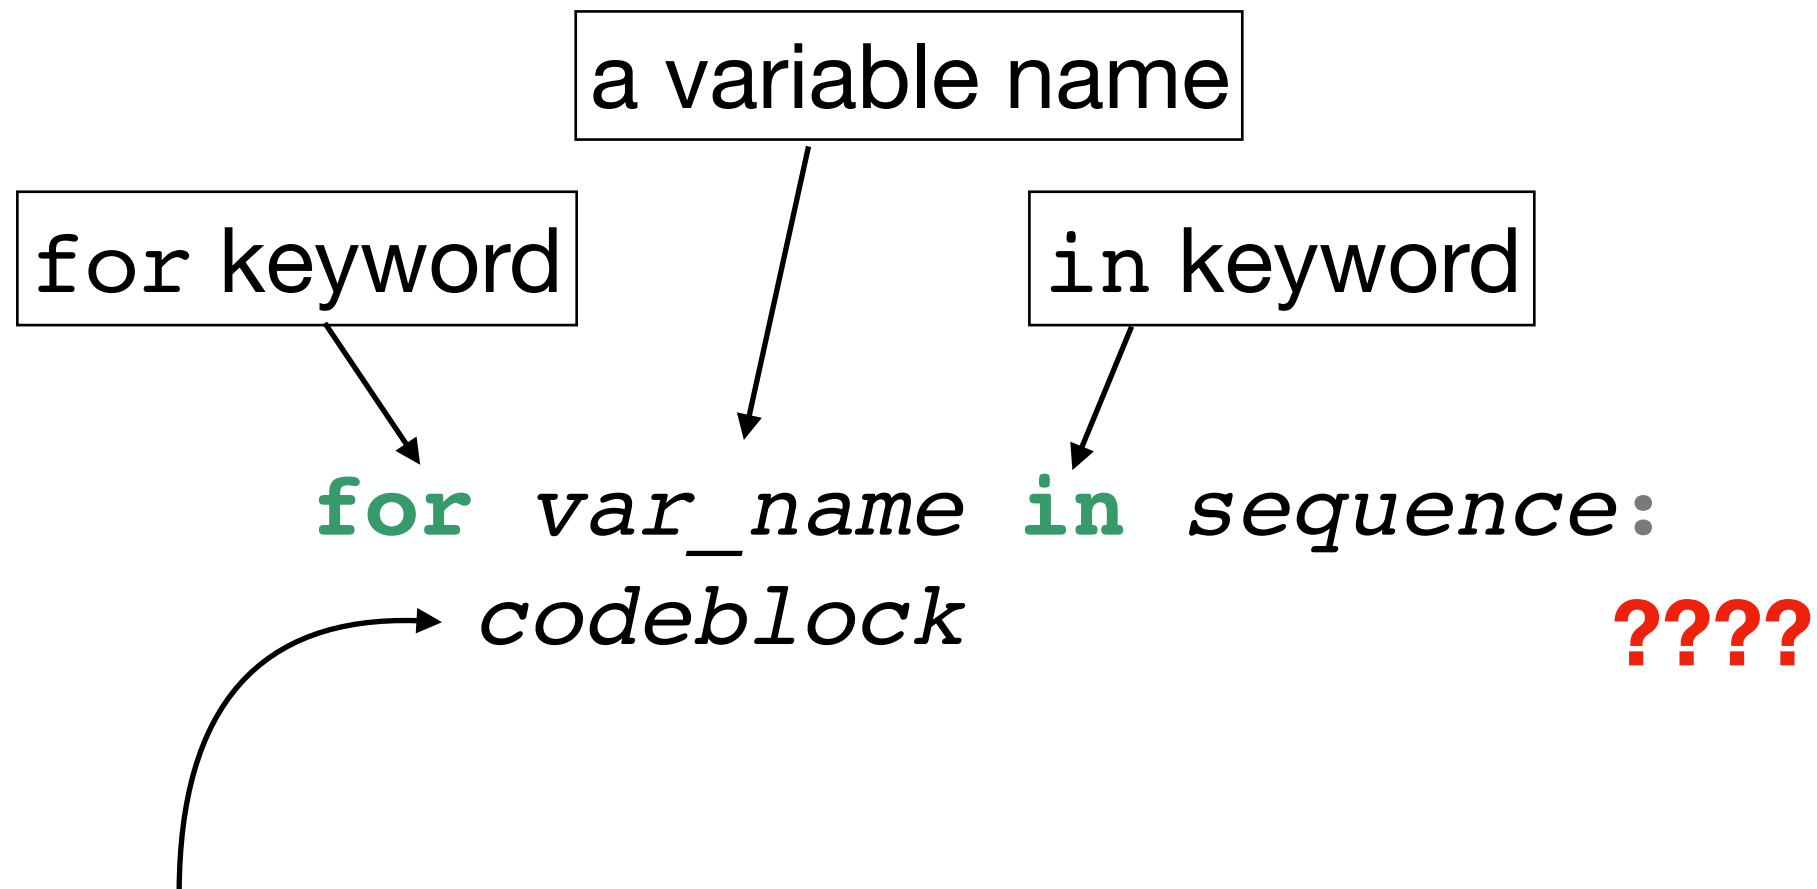 a variable name
for keyword
in keyword
for var_name in sequence:
codeblock
????